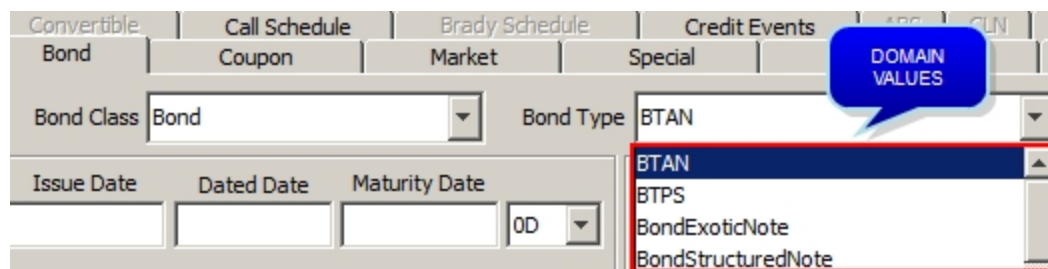 Convertible Call Schedule Brady Schedule Credit Events ABS CLN
Bond Coupon Market Special
DOMAIN
VALUES
Bond Class Bond Bond Type BTAN
BTAN
Issue Date Dated Date Maturity Date
BTPS
0D
BondExoticNote
BondStructuredNote